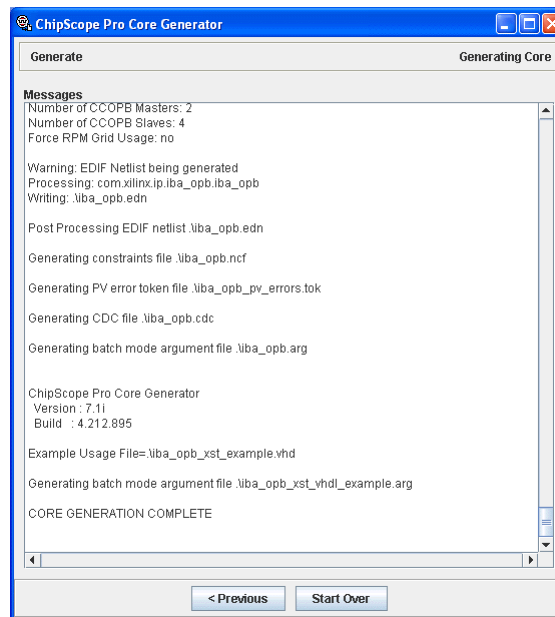 ChipScope Pro Core Generator
Generate
Generating Core
Messages
Number of CCOPB Masters: 2
Number of CCOPB Slaves: 4
Force RPM Grid Usage: no
Warning: EDIF Netlist being generated
Processing: com.xilinx.ip.iba_opb.iba_opb
Writing: .\iba_opb.edn
Post Processing EDIF netlist .\iba_opb.edn
Generating constraints file .\iba_opb.ncf
Generating PV error token file .\iba_opb_pv_errors.tok
Generating CDC file .\iba_opb.cdc
Generating batch mode argument file .\iba_opb.arg
ChipScope Pro Core Generator
Version : 7.1i
Build : 4.212.895
Example Usage File=.\iba_opb_xst_example.vhd
Generating batch mode argument file .\iba_opb_xst_vhdl_example.arg
CORE GENERATION COMPLETE
< Previous
Start Over